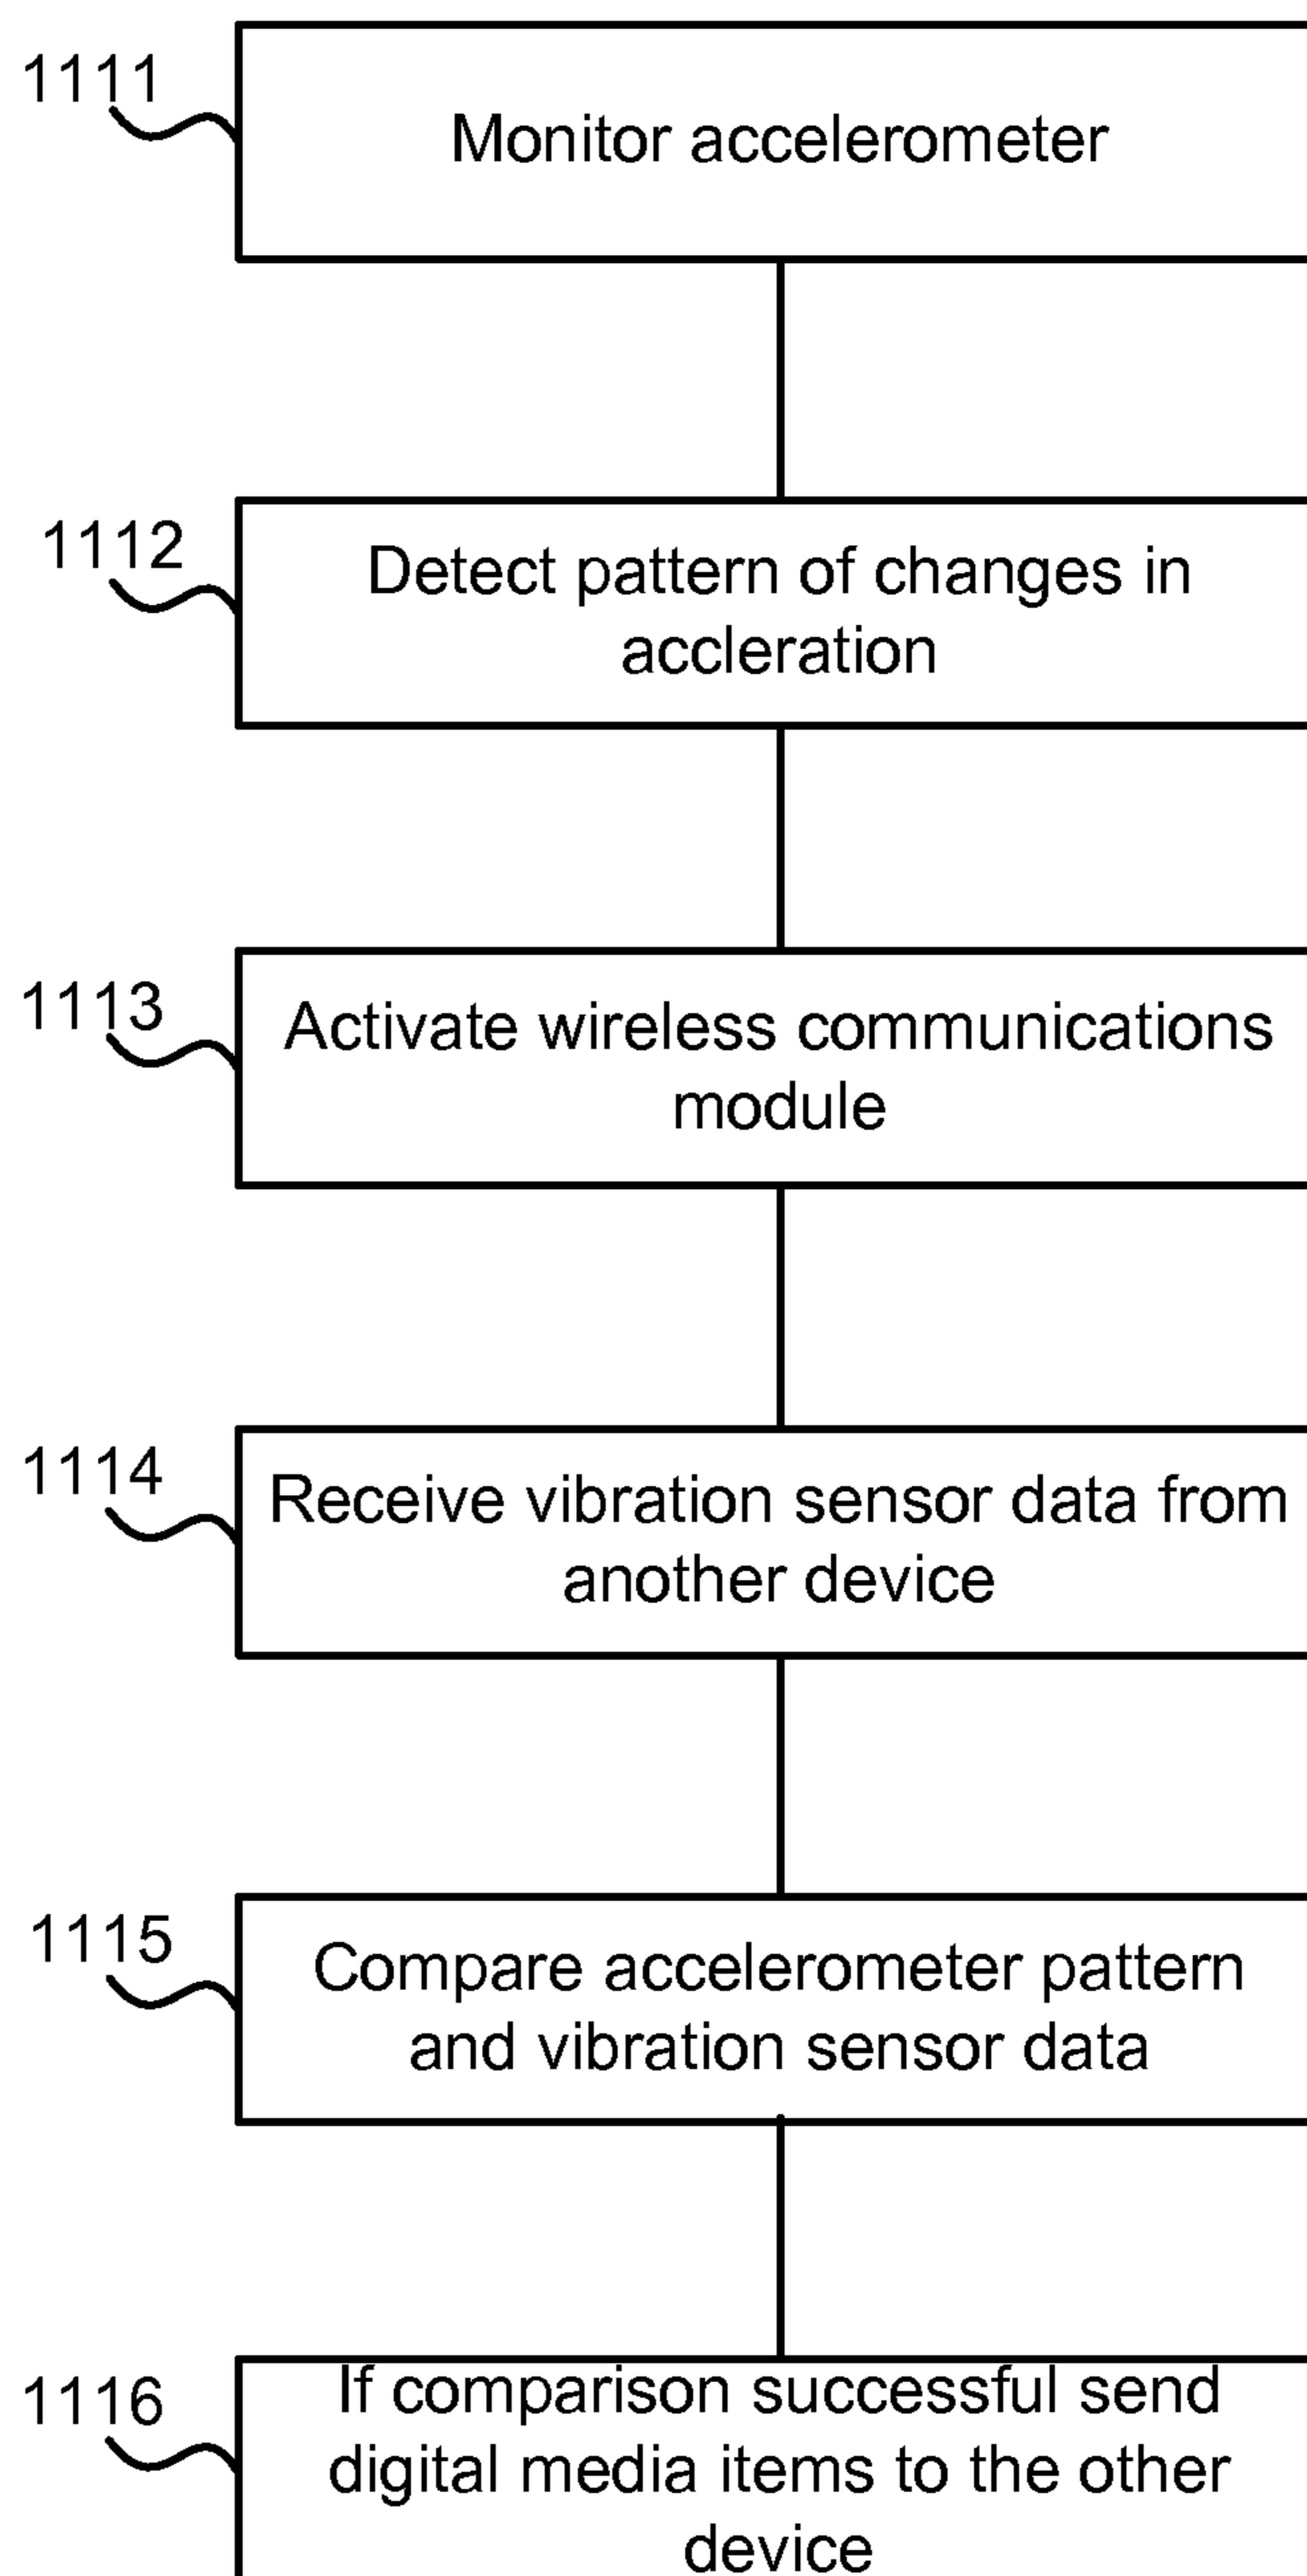 1111
Monitor accelerometer
1112
Detect pattern of changes in
accleration
1113
Activate wireless communications
module
1114
Receive vibration sensor data from
another device
1115
Compare accelerometer pattern
and vibration sensor data
1116
If comparison successful send
digital media items to the other
device